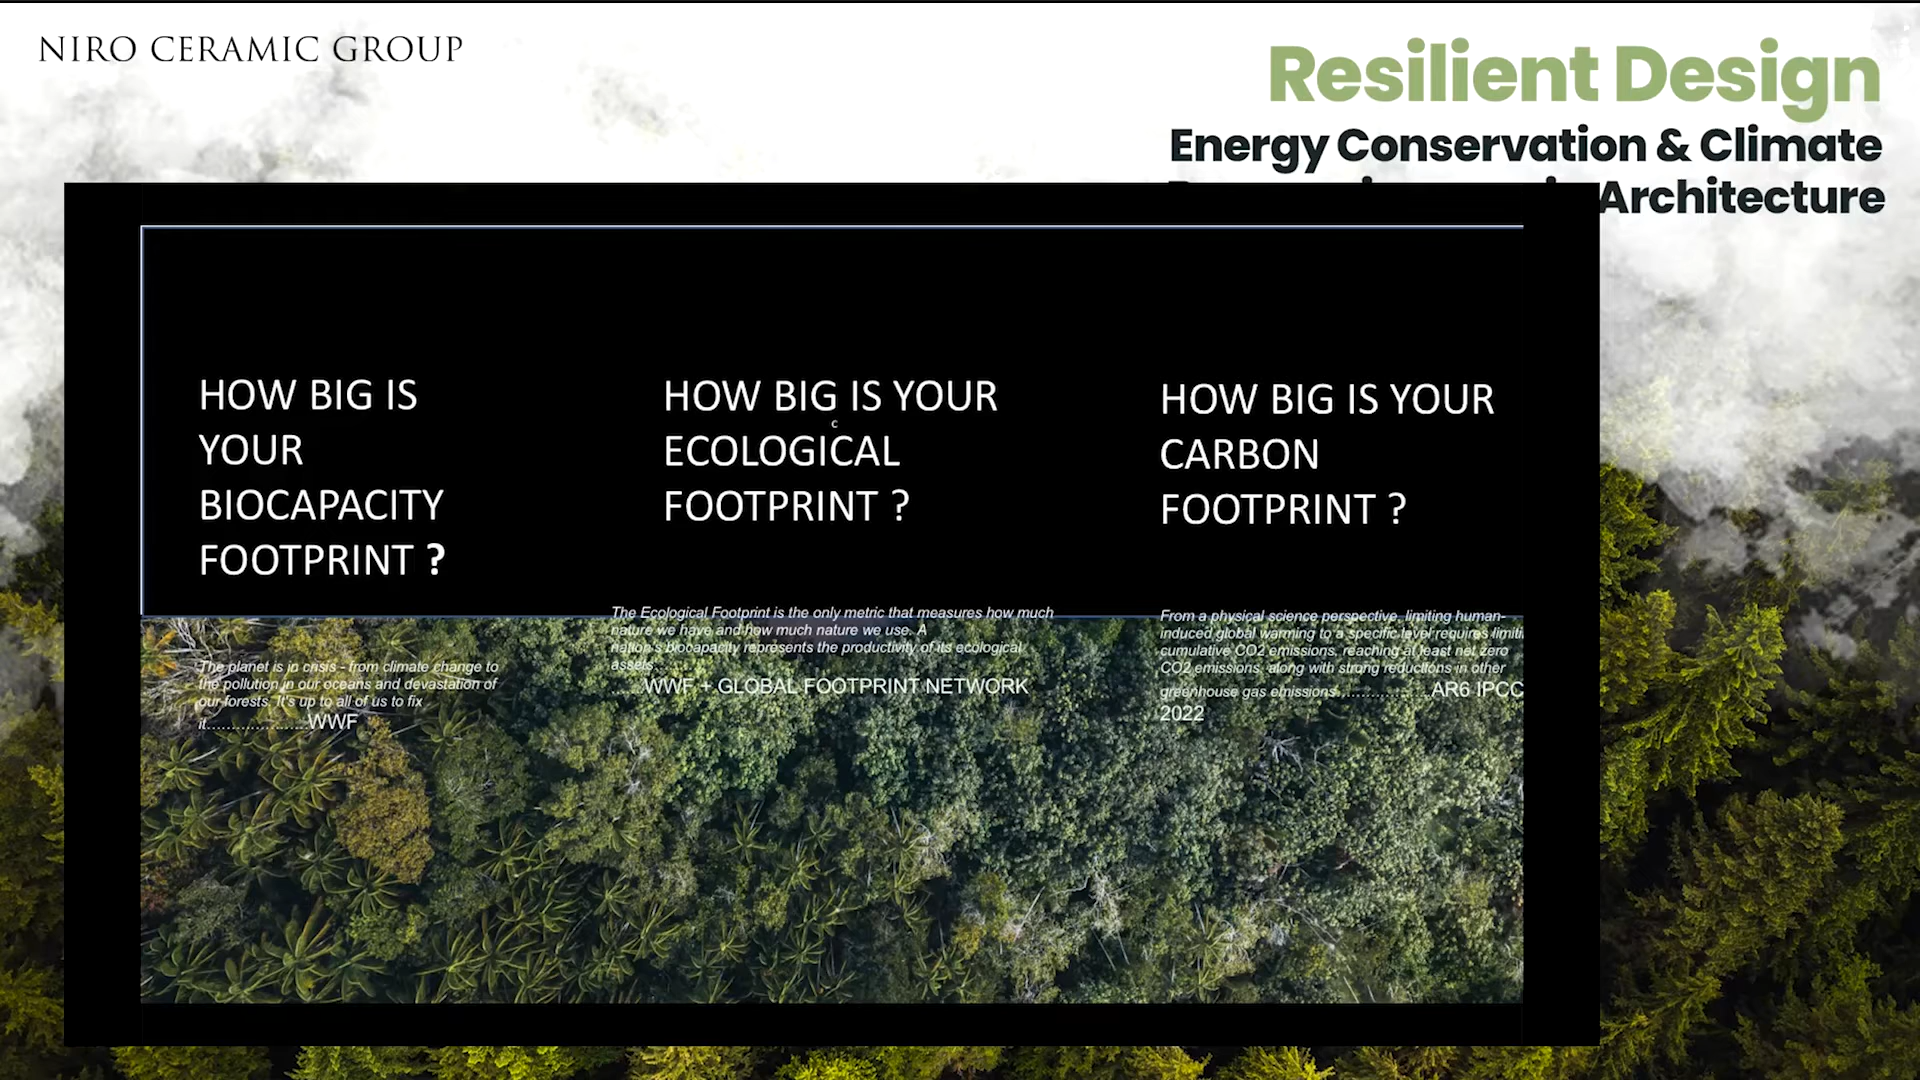 NIRO CERAMIC GROUP
Resilient Design
Energy Conservation & Climate
Architecture
HOW BIG IS
YOUR
BIOCAPACITY
FOOTPRINT ?
HOW BIG IS YOUR
c
ECOLOGICAL
FOOTPRINT ?
HOW BIG IS YOUR
CARBON
FOOTPRINT ?
The planet is in crisis - from climate change to
the pollution in our oceans and devastation of
our forests. It's up to all of us to fix
it......................WWF
The Ecological Footprint is the only metric that measures how much
nature we have and how much nature we use. A
nation's biocapacity represents the productivity of its ecological
assets...........
.......WWF + GLOBAL FOOTPRINT NETWORK
From a physical science perspective, limiting human-
induced global warming to a specific level requires limiti
cumulative CO2 emissions, reaching at least net zero
CO2 emissions, along with strong reductions in other
greenhouse gas emissions....................AR6 IPCC
2022